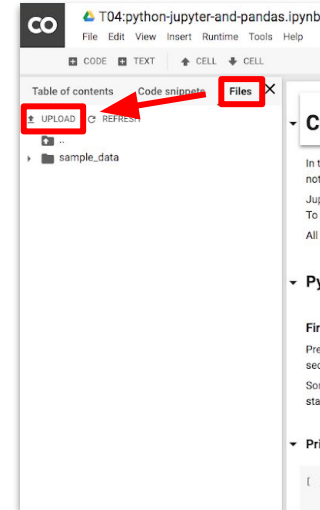 CO
T04:python-jupyter-and-pandas.ipynb
File Edit View Insert Runtime Tools Help
CODE TEXT CELL CELL
Table of contents Code snippets Files
UPLOAD REFRESH
..
sample_data
C
In t
not
Jup
To
All
Py
Fir
Pre
sec
Sor
sta
Pri
[